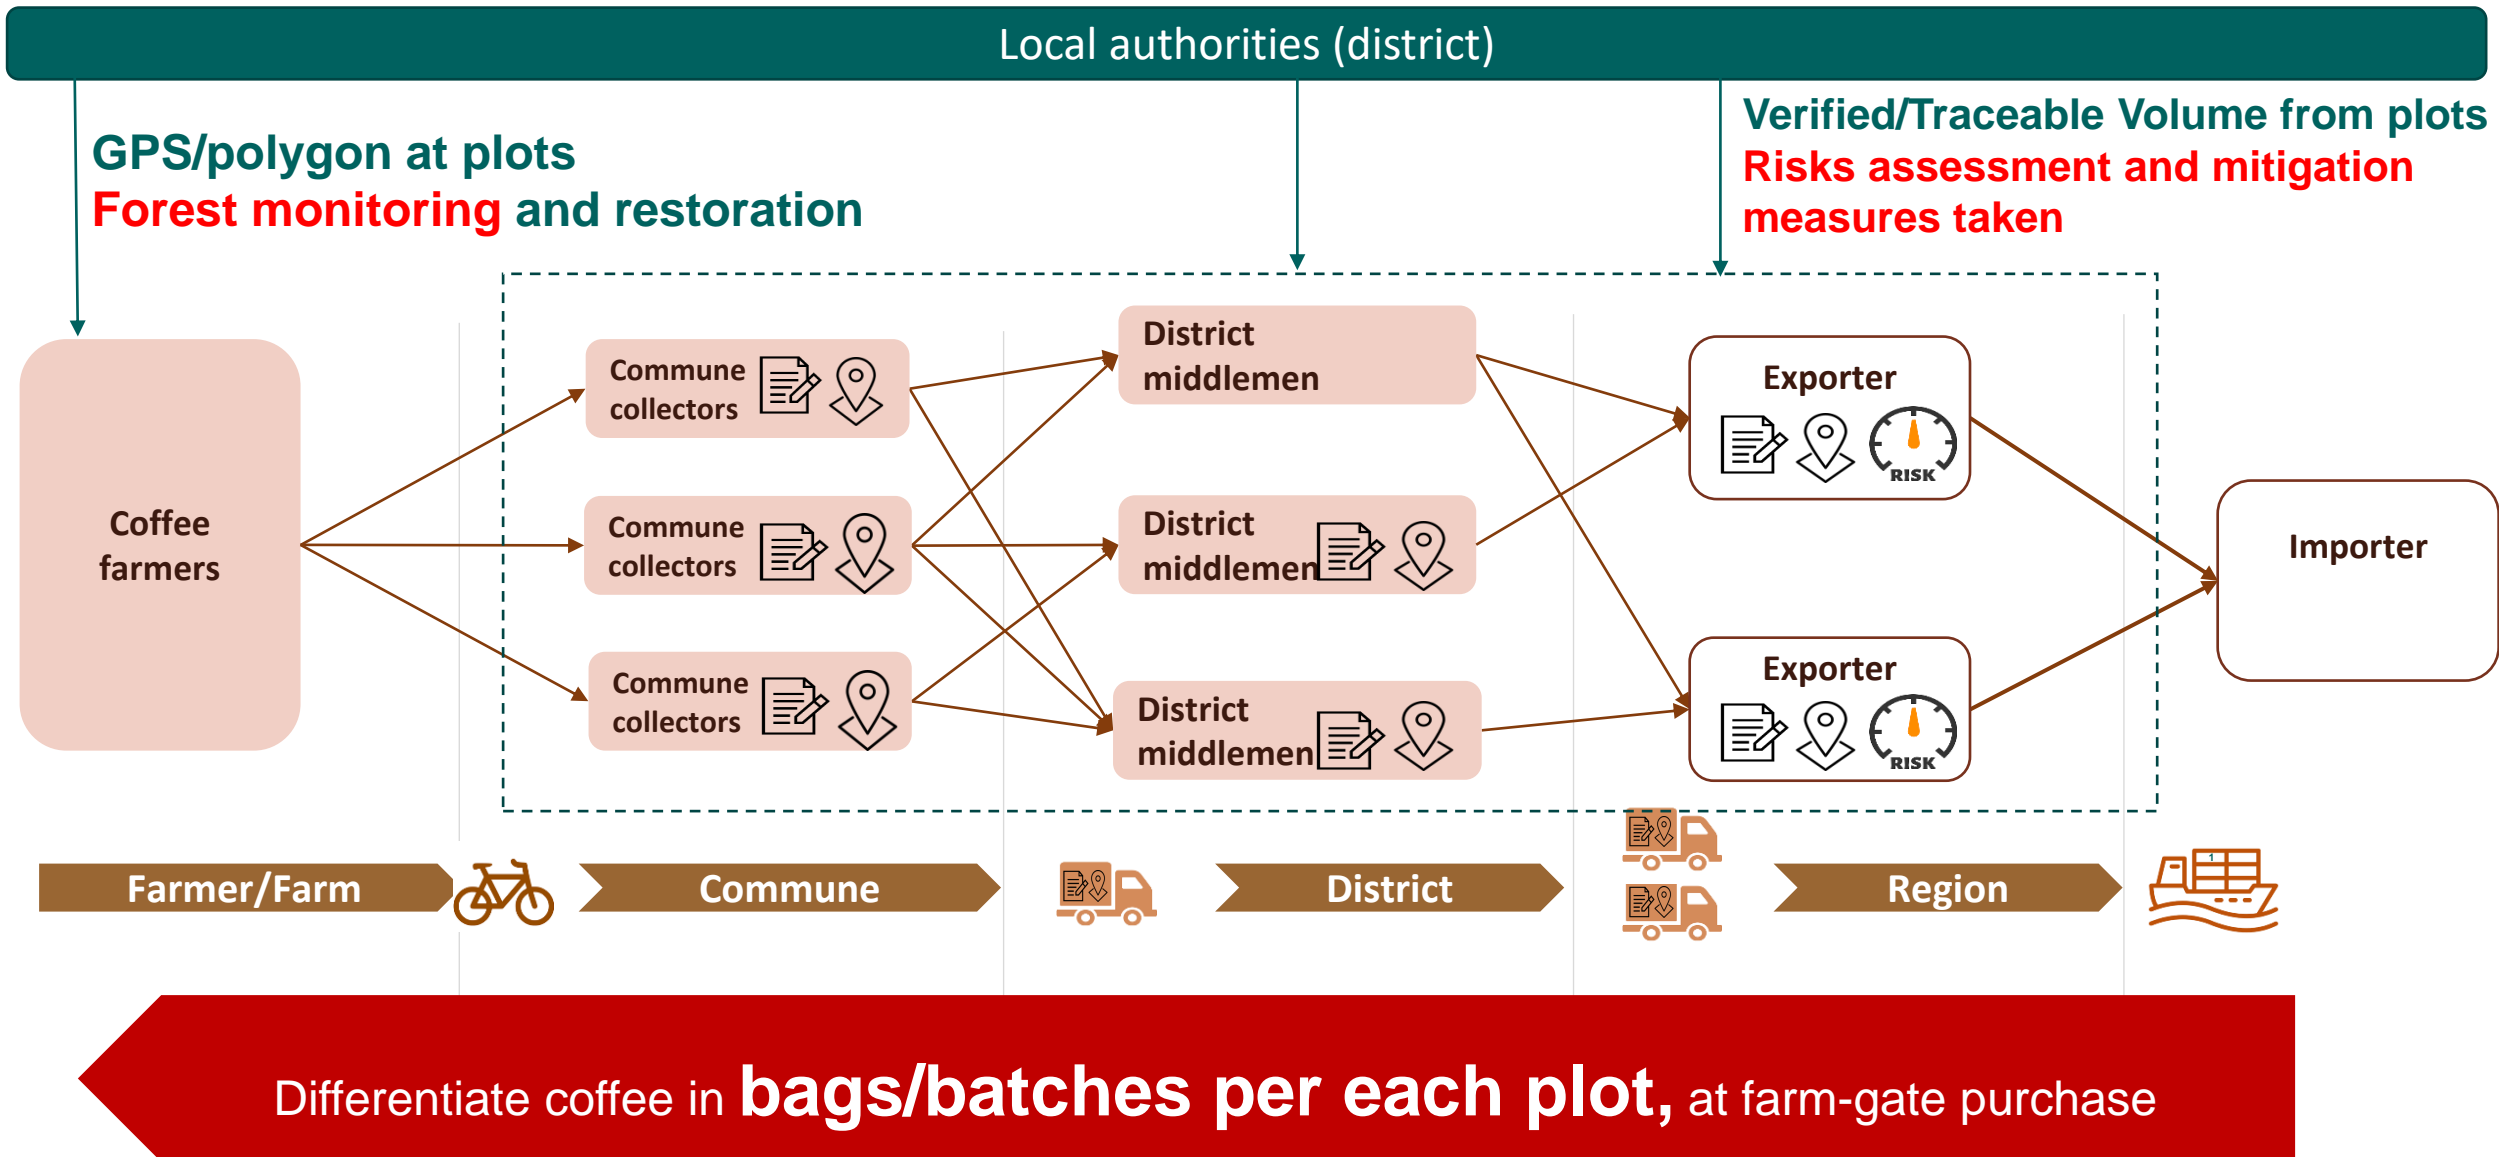 Local authorities (district)
GPS/polygon at plots
Forest monitoring and restoration
Verified/Traceable Volume from plots
Risks assessment and mitigation
measures taken
Coffee
farmers
Commune
collectors
Commune
collectors
Commune
collectors
District
middlemen
District
middlemen
District
middlemen
Exporter
RISK
Exporter
RISK
Importer
Farmer/Farm
Commune
District
Region
1
Differentiate coffee in bags/batches per each plot, at farm-gate purchase